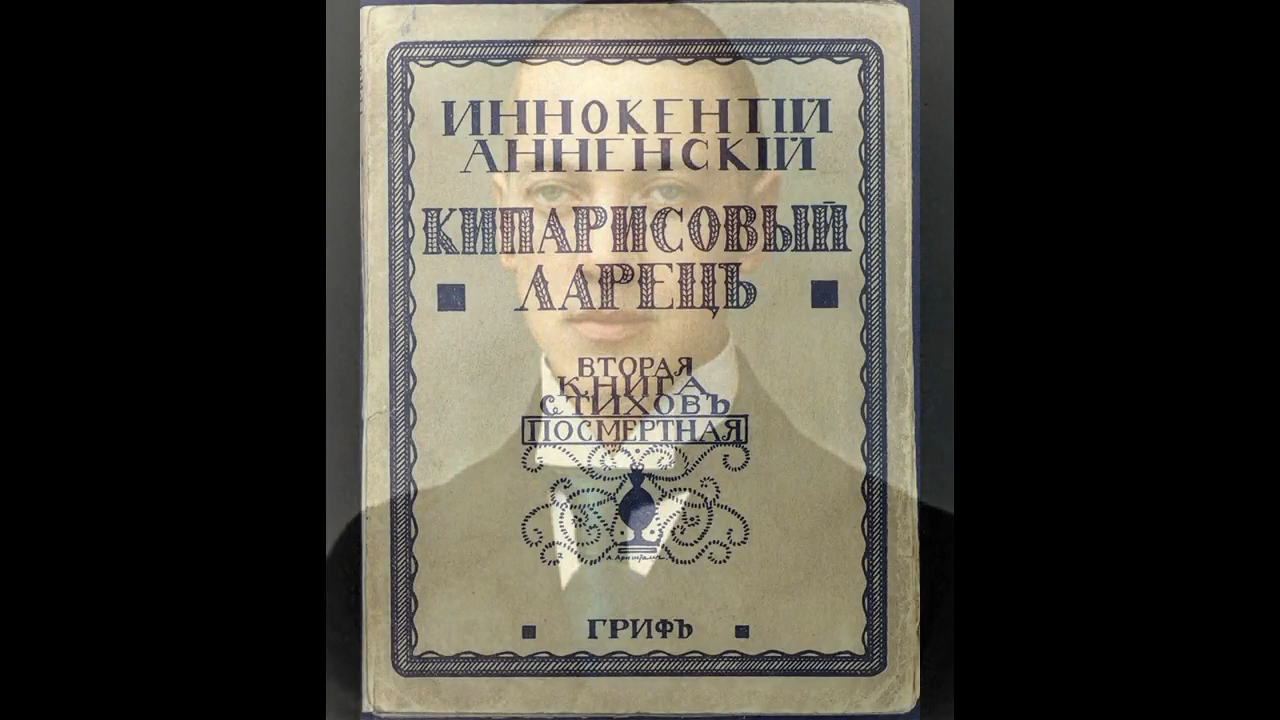 ИННОКЕНТІЙ
АННЕНСКІЙ
КИПАРИСОВЫЙ
ЛАРЕЦЪ
ВТОРАЯ
КНИГА
СТИХОВЪ
ПОСМЕРТНАЯ
ГРИФЪ